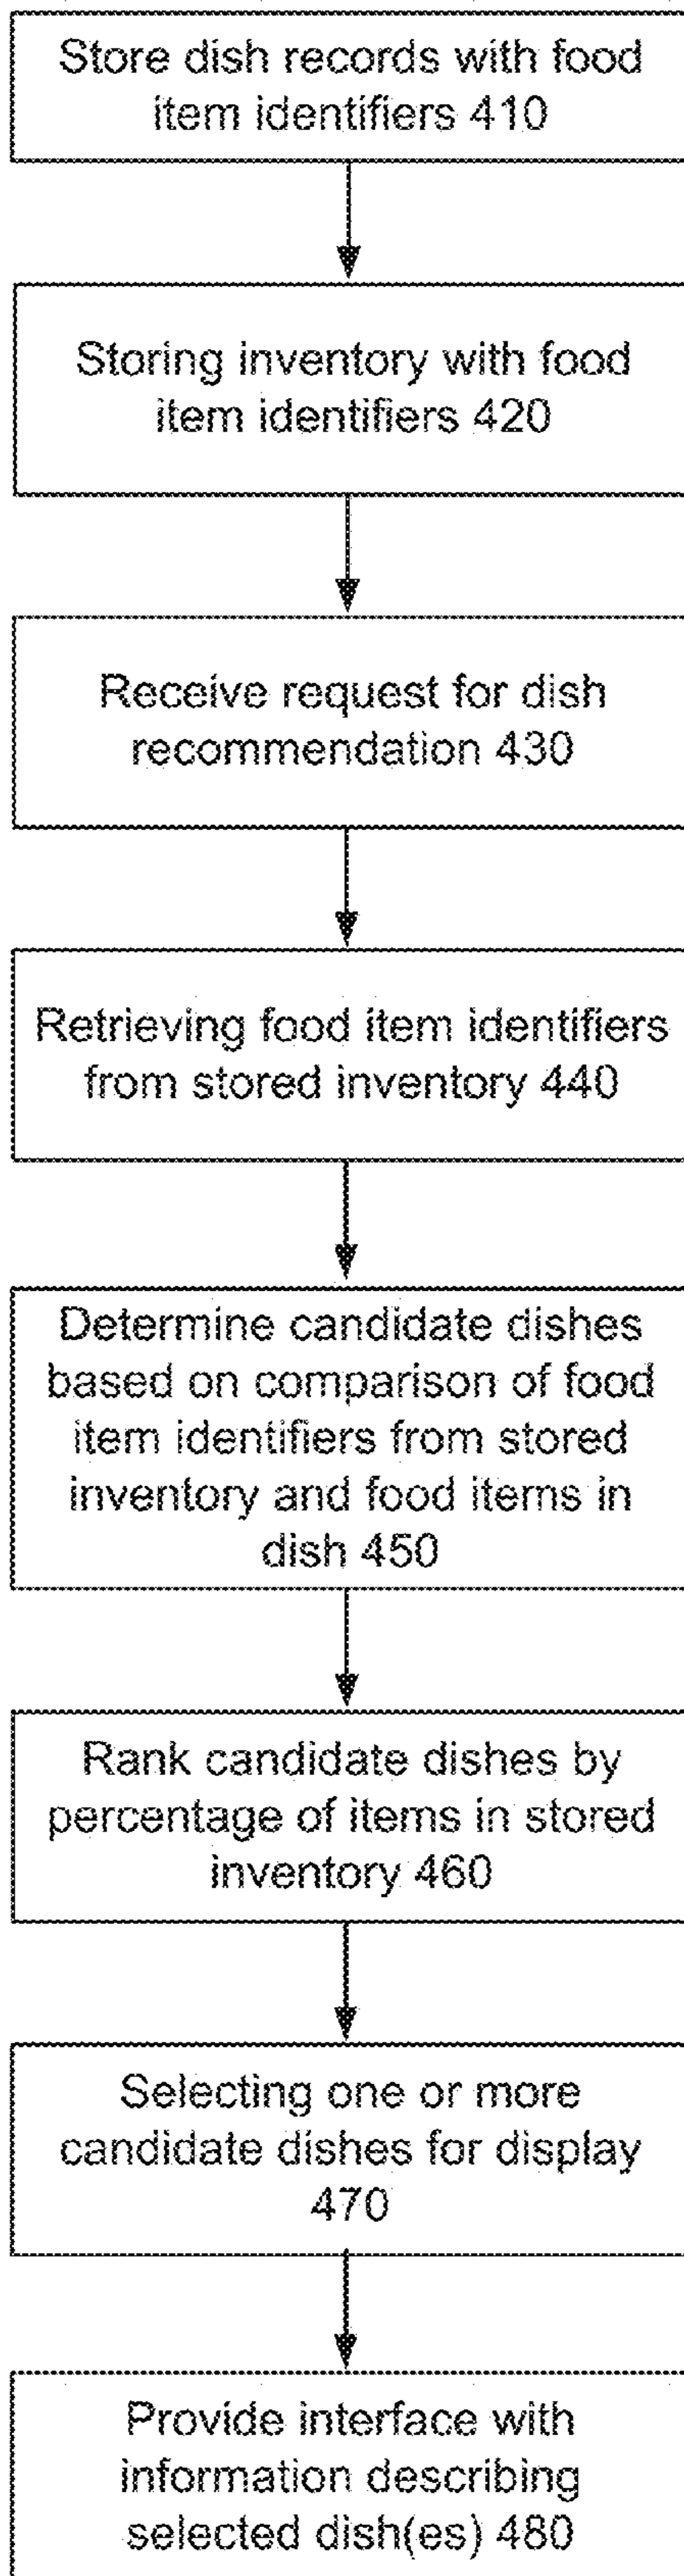 Store dish records with food
item identifiers 410
Storing inventory with food
item identifiers 420
Receive request for dish
recommendation 430
Retrieving food item identifiers
from stored inventory 440
Determine candidate dishes
based on comparison of food
item identifiers from stored
inventory and food items in
dish 450
Rank candidate dishes by
percentage of items in stored
inventory 460
Selecting one or more
candidate dishes for display
470
Provide interface with
information describing
selected dish(es) 480